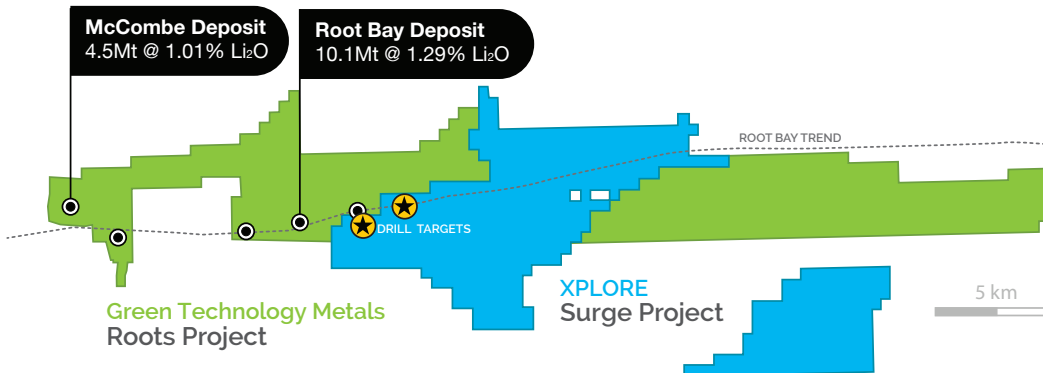 McCombe Deposit
4.5Mt @ 1.01% Li₂O
Root Bay Deposit
10.1Mt @ 1.29% Li₂O
ROOT BAY TREND
DRILL TARGETS
Green Technology Metals
Roots Project
XPLORE
Surge Project
5 km